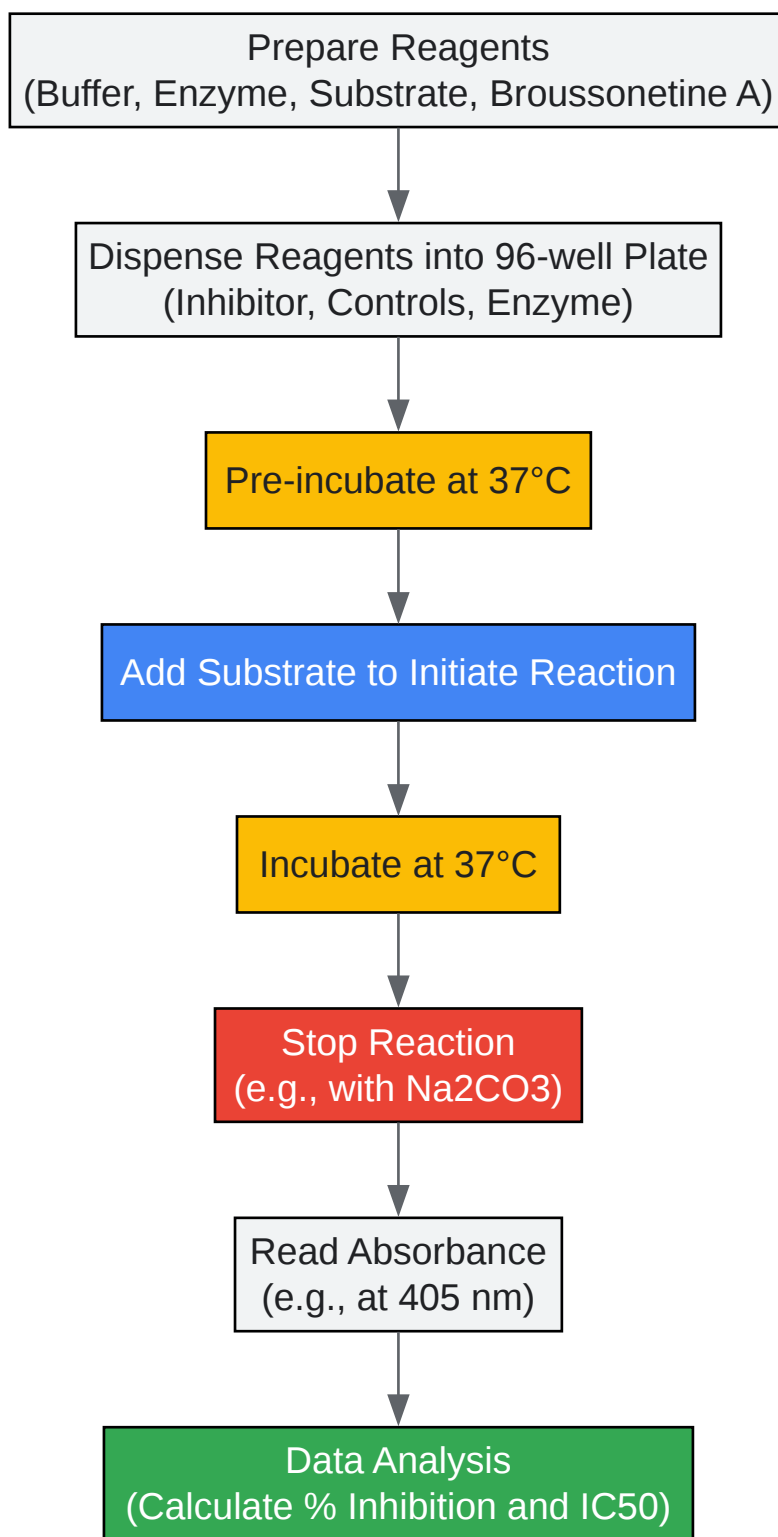 Prepare Reagents
(Buffer, Enzyme, Substrate, Broussonetine A)
Dispense Reagents into 96-well Plate
(Inhibitor, Controls, Enzyme)
Pre-incubate at 37°C
Add Substrate to Initiate Reaction
Incubate at 37°C
Stop Reaction
(e.g., with Na2CO3)
Read Absorbance
(e.g., at 405 nm)
Data Analysis
(Calculate % Inhibition and IC50)